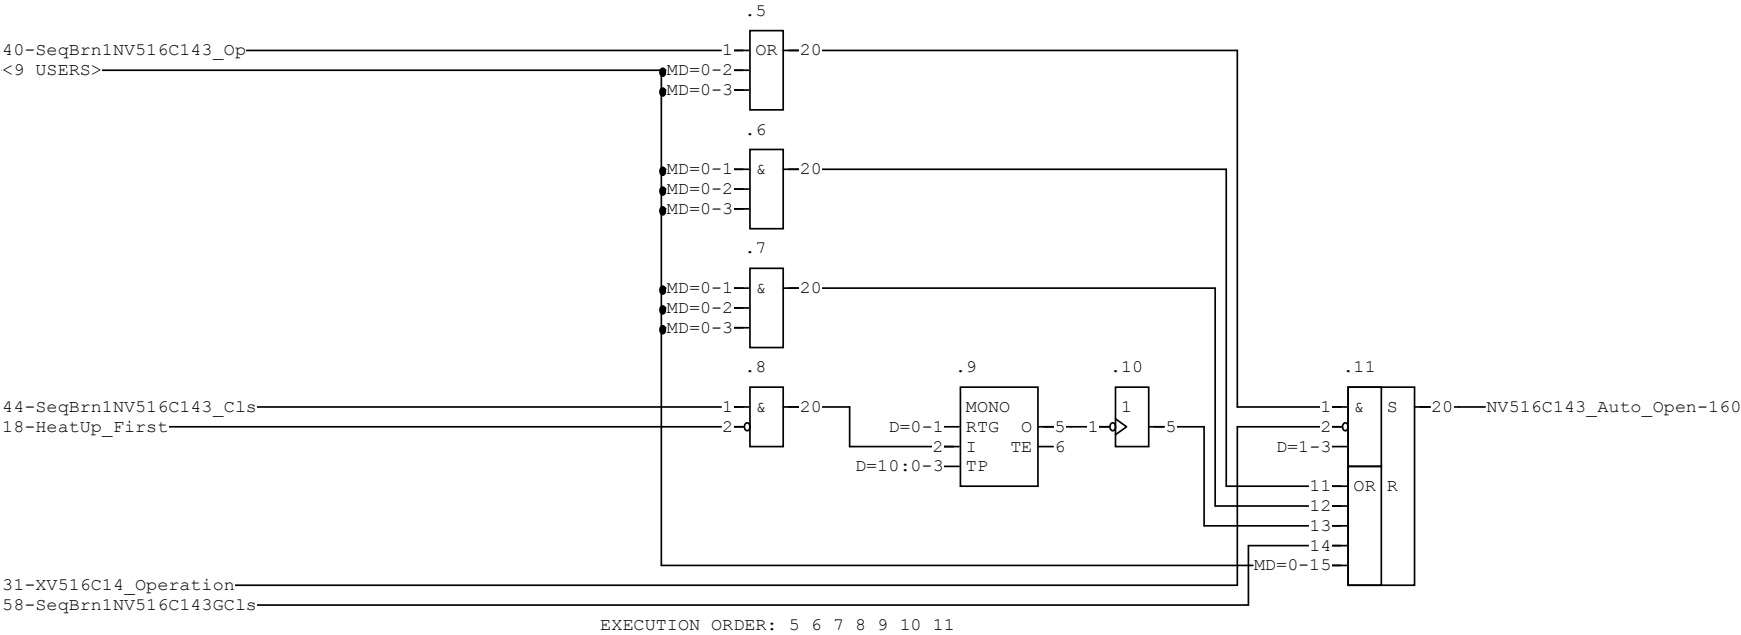 .5
40-SeqBrn1NV516C143_Op 1 OR 20
<9 USERS> MD=0-2
MD=0-3
.6
MD=0-1 & 20
MD=0-2
MD=0-3
.7
MD=0-1 & 20
MD=0-2
MD=0-3
.8 .9 .10 .11
44-SeqBrn1NV516C143_Cls 1 & 20 MONO 1 1 & S 20 NV516C143_Auto_Open-160
18-HeatUp_First 2 D=0-1 RTG O 5 1 5 2
2 I TE 6 D=1-3
D=10:0-3 TP
11 OR R
12
13
14
MD=0-15
31-XV516C14_Operation
58-SeqBrn1NV516C143GCls
EXECUTION ORDER: 5 6 7 8 9 10 11